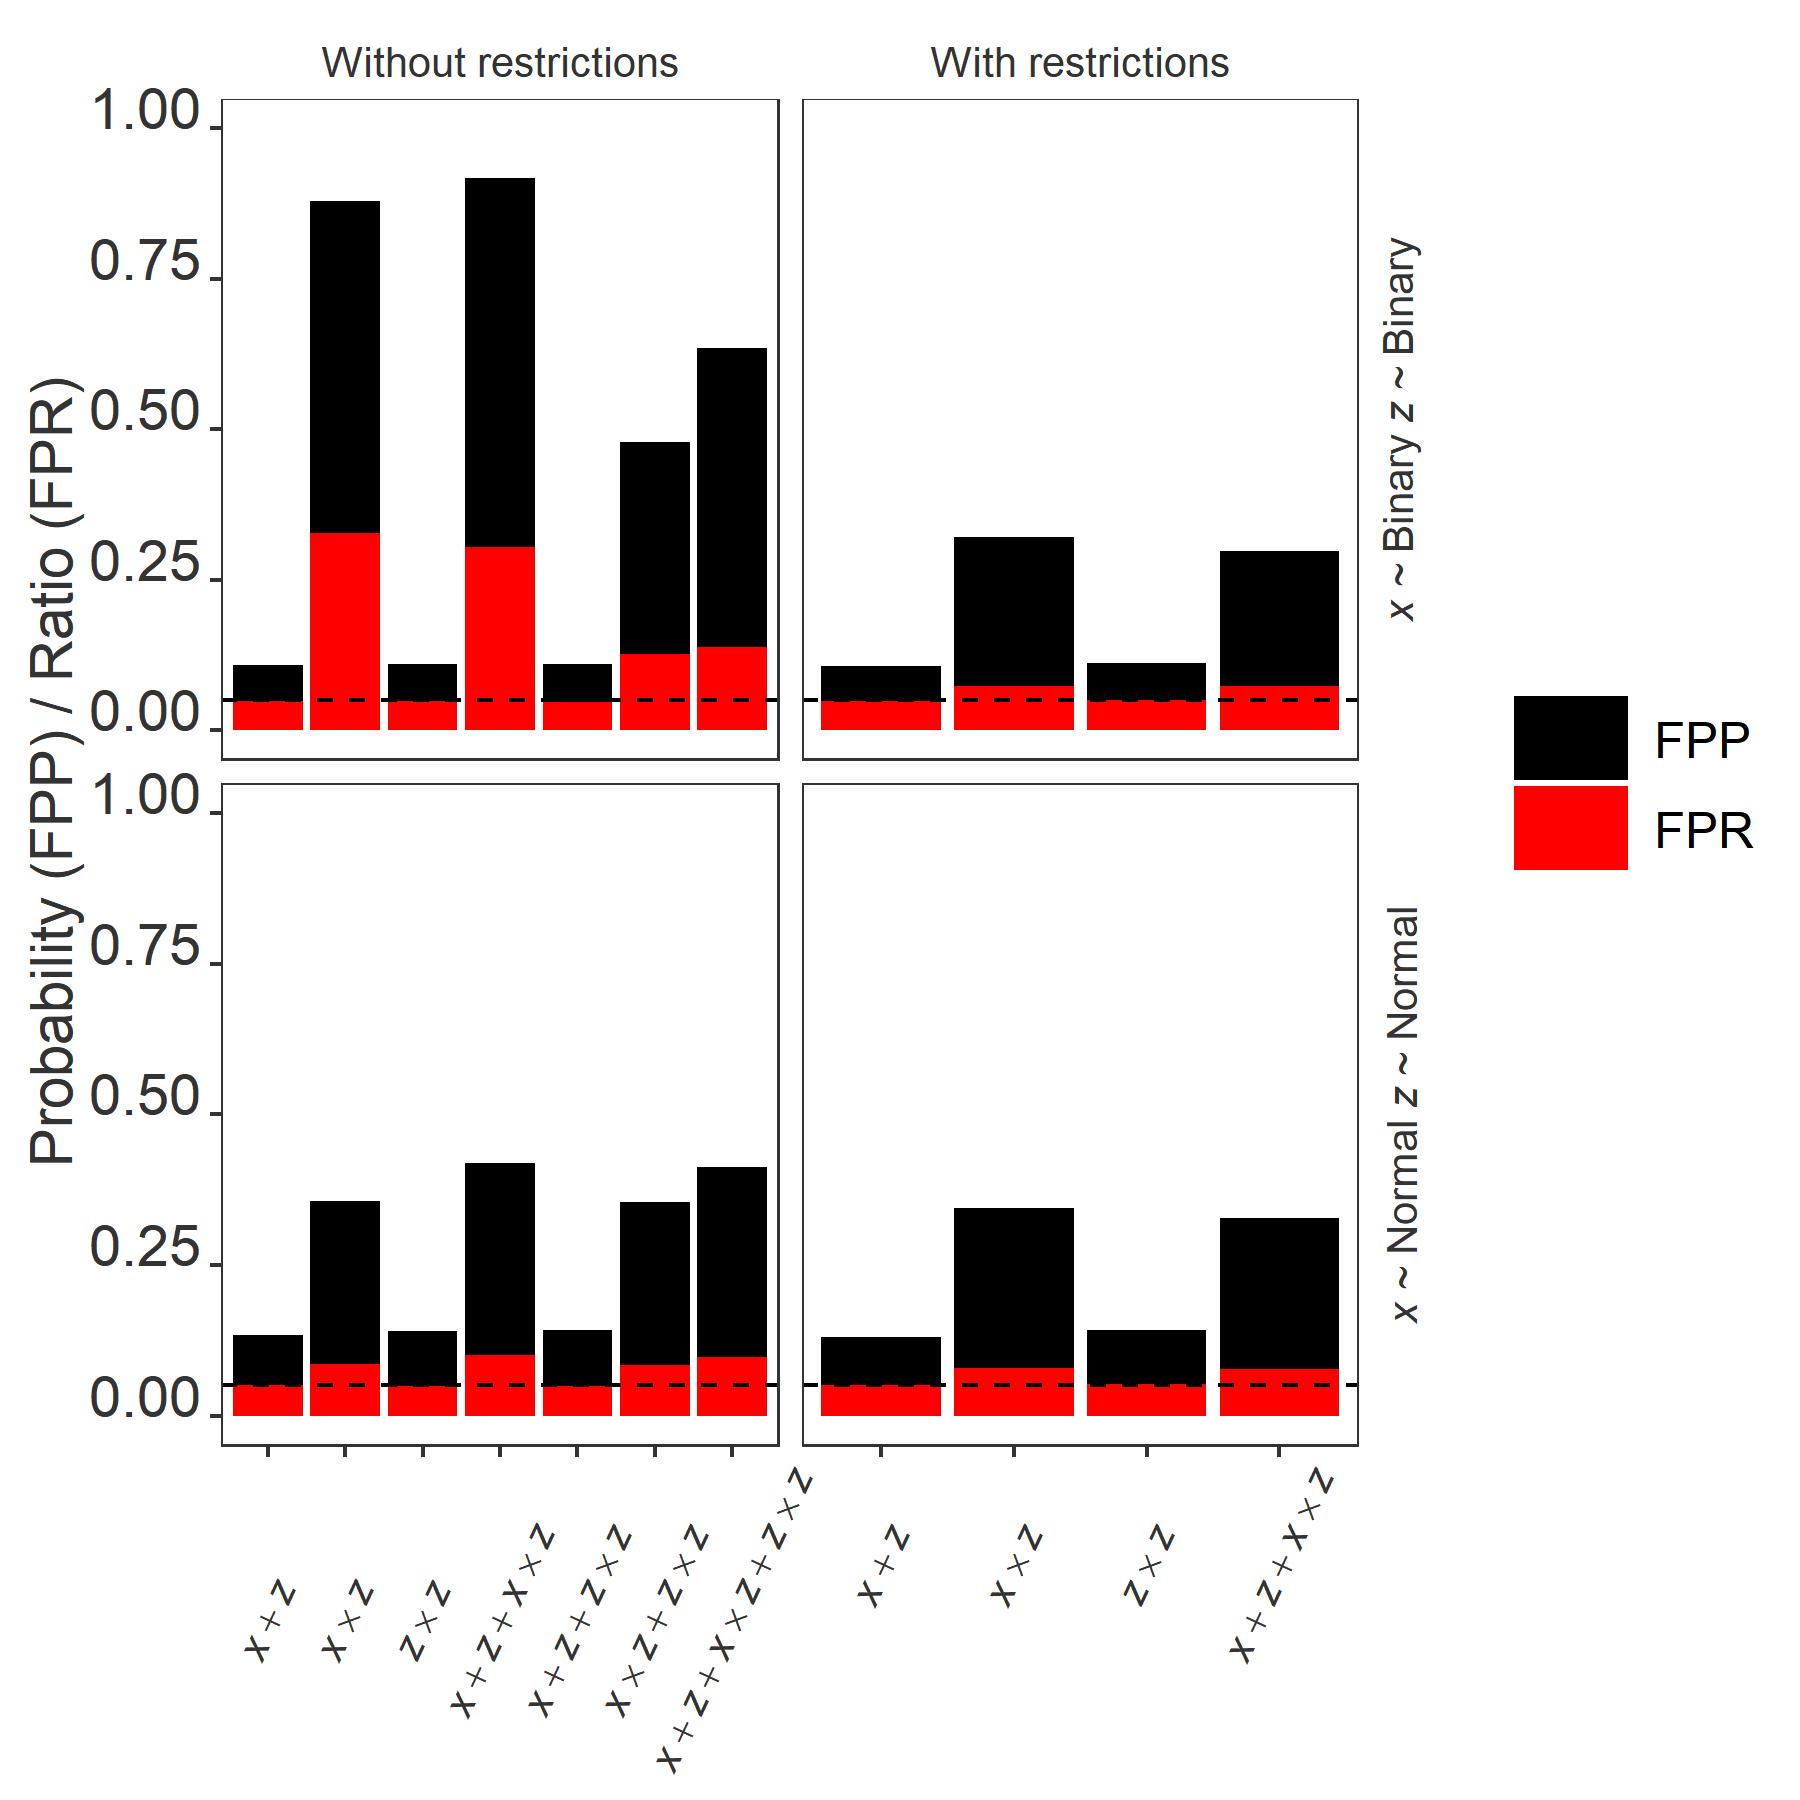 Without restrictions
With restrictions
Probability (FPP) / Ratio (FPR)
1.00
0.75
0.50
0.25
0.00
x ~ Binary z ~ Binary
1.00
0.75
0.50
0.25
0.00
x ~ Normal z ~ Normal
x + z
x × z
z × z
x + z + x × z
x + z + z × z
x × z + z × z
x + z + x × z + z × z
x + z
x × z
z × z
x + z + x × z
FPP
FPR